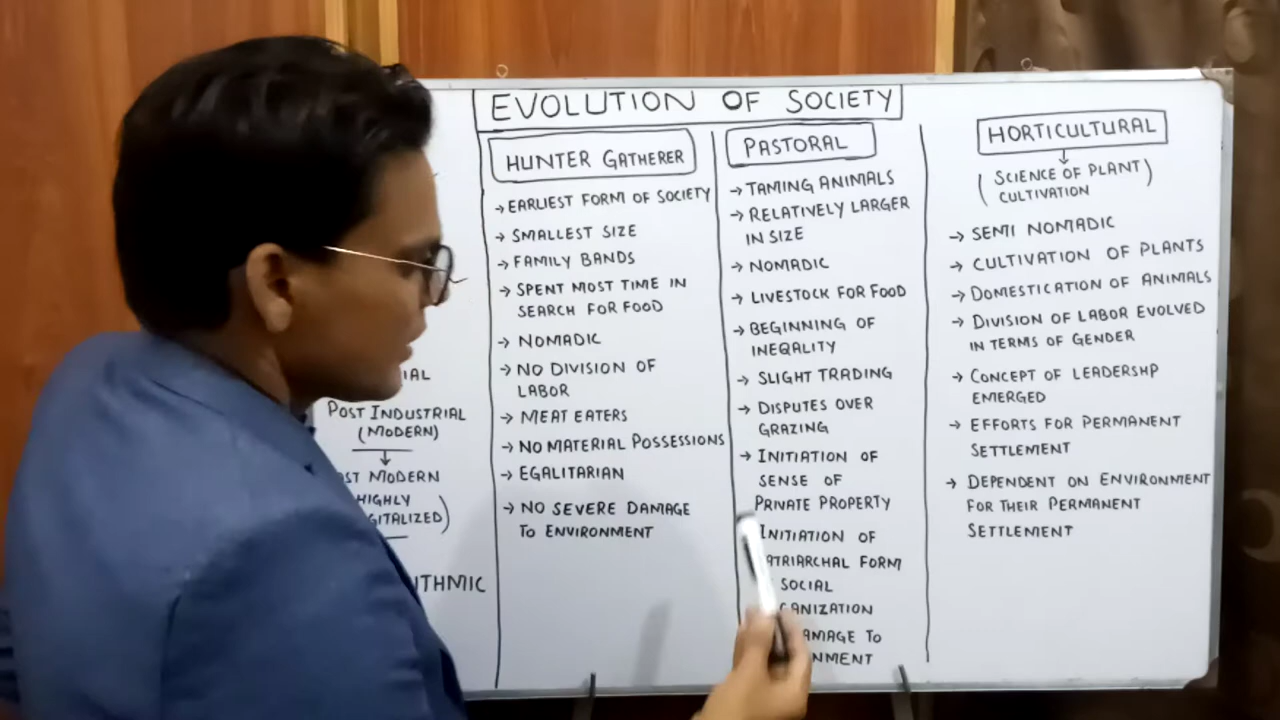 EVOLUTION OF SOCIETY
POST INDUSTRIAL
(MODERN)
MODERN
HIGHLY
HUNTER GATHERER
→ EARLIEST FORM OF SOCIETY
→ SMALLEST SIZE
→ FAMILY BANDS
→ SPENT MOST TIME IN
SEARCH FOR FOOD
→ NOMADIC
→ NO DIVISION OF
LABOR
→ MEAT EATERS
→ NO MATERIAL POSSESSIONS
→ EGALITARIAN
→ NO SEVERE DAMAGE
TO ENVIRONMENT
PASTORAL
→ TAMING ANIMALS
→ RELATIVELY LARGER
IN SIZE
→ NOMADIC
→ LIVESTOCK FOR FOOD
→ BEGINNING OF
INEQALITY
→ SLIGHT TRADING
→ DISPUTES OVER
GRAZING
→ INITIATION OF
SENSE OF
PRIVATE PROPERTY
INITIATION OF
FORM
SOCIAL
TO
HORTICULTURAL
(SCIENCE OF PLANT
CULTIVATION)
→ SEMI NOMADIC
→ CULTIVATION OF PLANTS
→ DOMESTICATION OF ANIMALS
→ DIVISION OF LABOR EVOLVED
IN TERMS OF GENDER
→ CONCEPT OF LEADERSHP
EMERGED
→ EFFORTS FOR PERMANENT
SETTLEMENT
→ DEPENDENT ON ENVIRONMENT
FOR THEIR PERMANENT
SETTLEMENT